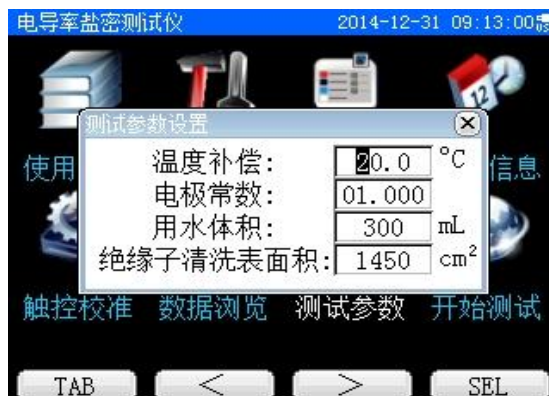 电导率盐密测试仪 2014-12-31 09:13:00
12
测试参数设置
使用
信息
温度补偿: 20.0 °C
电极常数: 01.000
用水体积: 300 mL
绝缘子清洗表面积: 1450 cm²
触控校准 数据浏览 测试参数 开始测试
TAB < > SEL